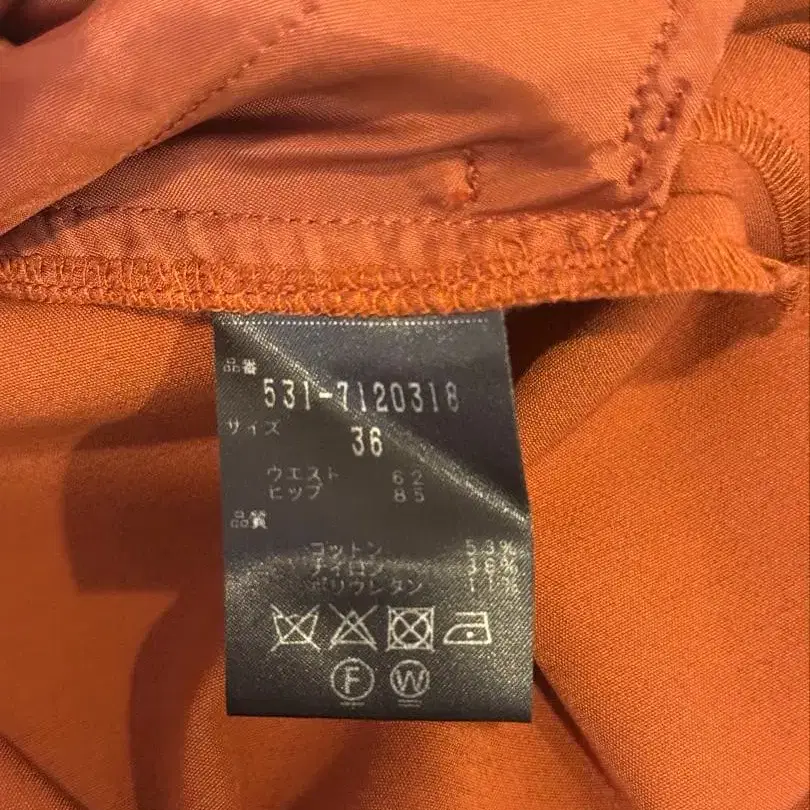 品番
531-7120318
サイズ
36
ウエスト 62
ヒップ 85
品質
コットン 53%
ナイロン 36%
ポリウレタン 11%
F W